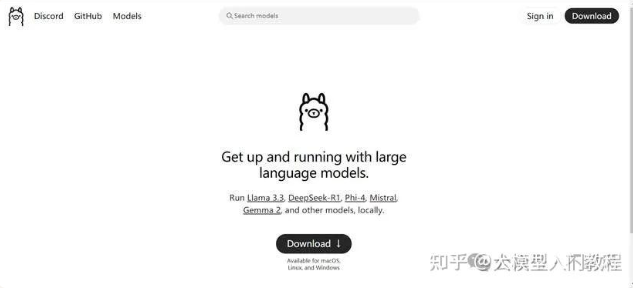 Discord GitHub Models Search models Sign in Download
Get up and running with large
language models.
Run Llama 3.3, DeepSeek-R1, Phi-4, Mistral,
Gemma 2, and other models, locally.
Download ↓
Available for macOS,
Linux, and Windows
知乎 @大模型入门教程